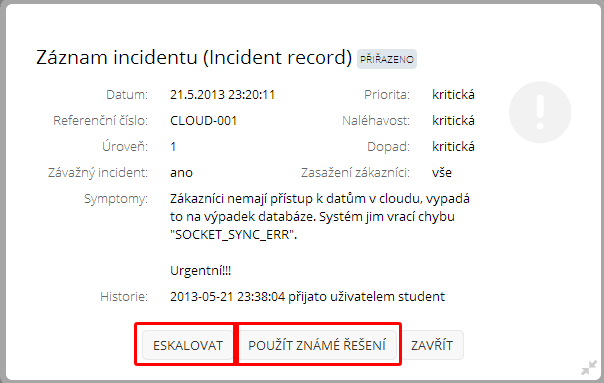 Záznam incidentu (Incident record) PŘIŘAZENO
Datum: 21.5.2013 23:20:11 Priorita: kritická
Referenční číslo: CLOUD-001 Naléhavost: kritická
Úroveň: 1 Dopad: kritická
Závažný incident: ano Zasažení zákazníci: vše
Symptomy: Zákazníci nemají přístup k datům v cloudu, vypadá
to na výpadek databáze. Systém jim vrací chybu
"SOCKET_SYNC_ERR".
Urgentní!!!
Historie: 2013-05-21 23:38:04 přijato uživatelem student
ESKALOVAT POUŽÍT ZNÁMÉ ŘEŠENÍ ZAVŘÍT